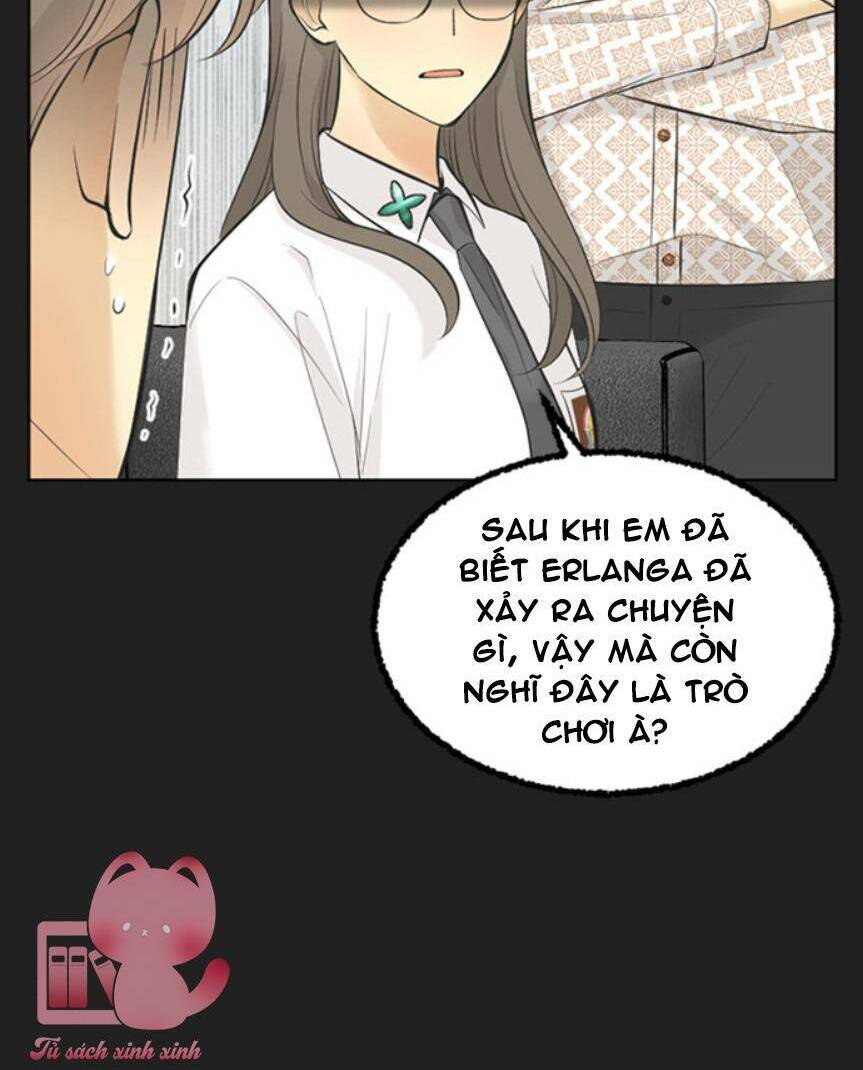 SAU KHI EM ĐÃ
BIẾT ERLANGA ĐÃ
XẢY RA CHUYỆN
GÌ, VẬY MÀ CÒN
NGHĨ ĐÂY LÀ TRÒ
CHƠI À?
Tủ sách xinh xinh